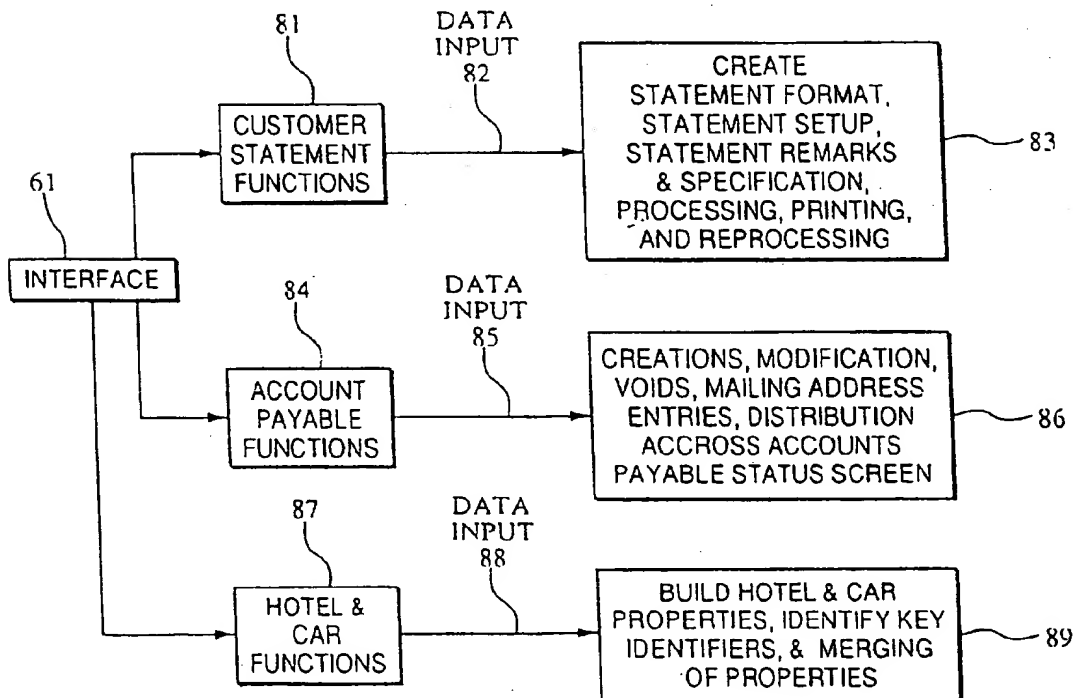 81
DATA
INPUT
82
CUSTOMER
STATEMENT
FUNCTIONS
CREATE
STATEMENT FORMAT,
STATEMENT SETUP,
STATEMENT REMARKS
& SPECIFICATION,
PROCESSING, PRINTING,
AND REPROCESSING
83
61
INTERFACE
84
DATA
INPUT
85
ACCOUNT
PAYABLE
FUNCTIONS
CREATIONS, MODIFICATION,
VOIDS, MAILING ADDRESS
ENTRIES, DISTRIBUTION
ACCROSS ACCOUNTS
PAYABLE STATUS SCREEN
86
87
DATA
INPUT
88
HOTEL &
CAR
FUNCTIONS
BUILD HOTEL & CAR
PROPERTIES, IDENTIFY KEY
IDENTIFIERS, & MERGING
OF PROPERTIES
89